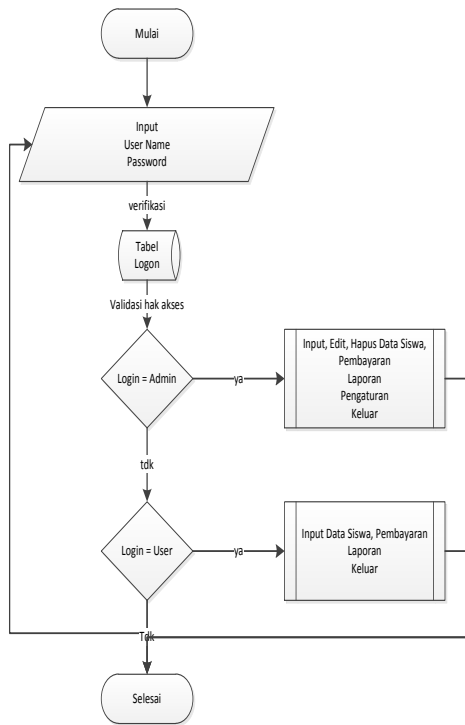 Mulai
Input
User Name
Password
verifikasi
Tabel
Logon
Validasi hak akses
Login = Admin
ya
Input, Edit, Hapus Data Siswa,
Pembayaran
Laporan
Pengaturan
Keluar
tdk
Login = User
ya
Input Data Siswa, Pembayaran
Laporan
Keluar
Tdk
Selesai